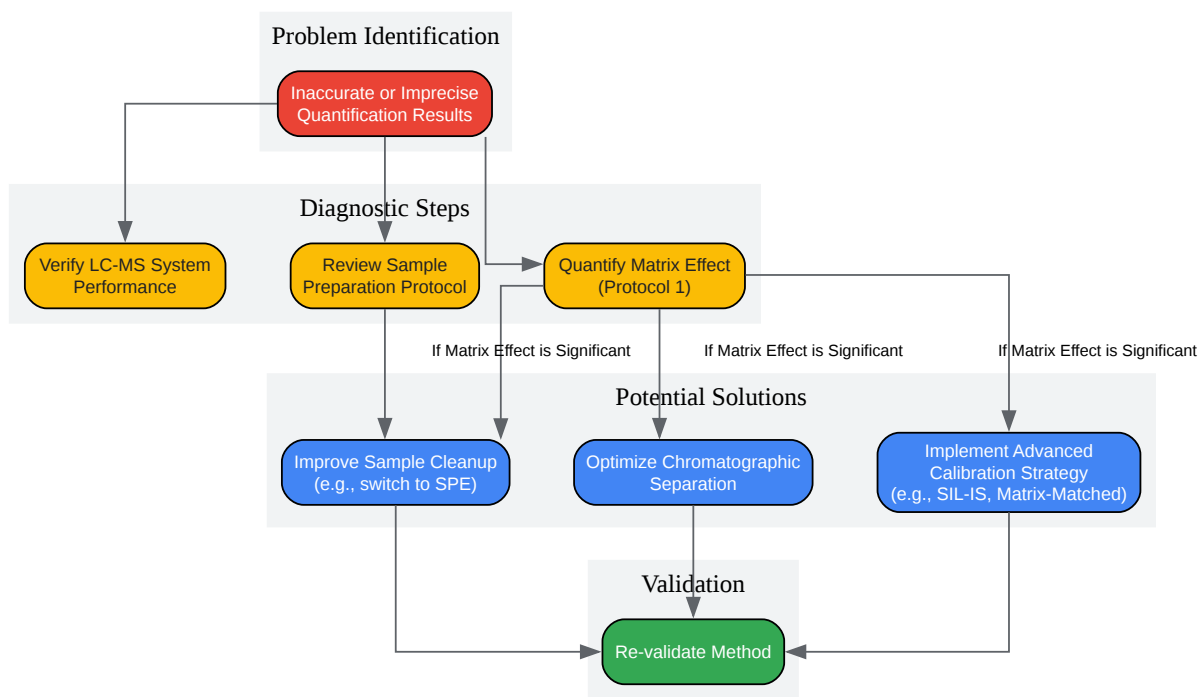 Problem Identification
Inaccurate or Imprecise
Quantification Results
Diagnostic Steps
Verify LC-MS System
Performance
Review Sample
Preparation Protocol
Quantify Matrix Effect
(Protocol 1)
If Matrix Effect is Significant
If Matrix Effect is Significant
If Matrix Effect is Significant
Potential Solutions
Improve Sample Cleanup
(e.g., switch to SPE)
Optimize Chromatographic
Separation
Implement Advanced
Calibration Strategy
(e.g., SIL-IS, Matrix-Matched)
Validation
Re-validate Method